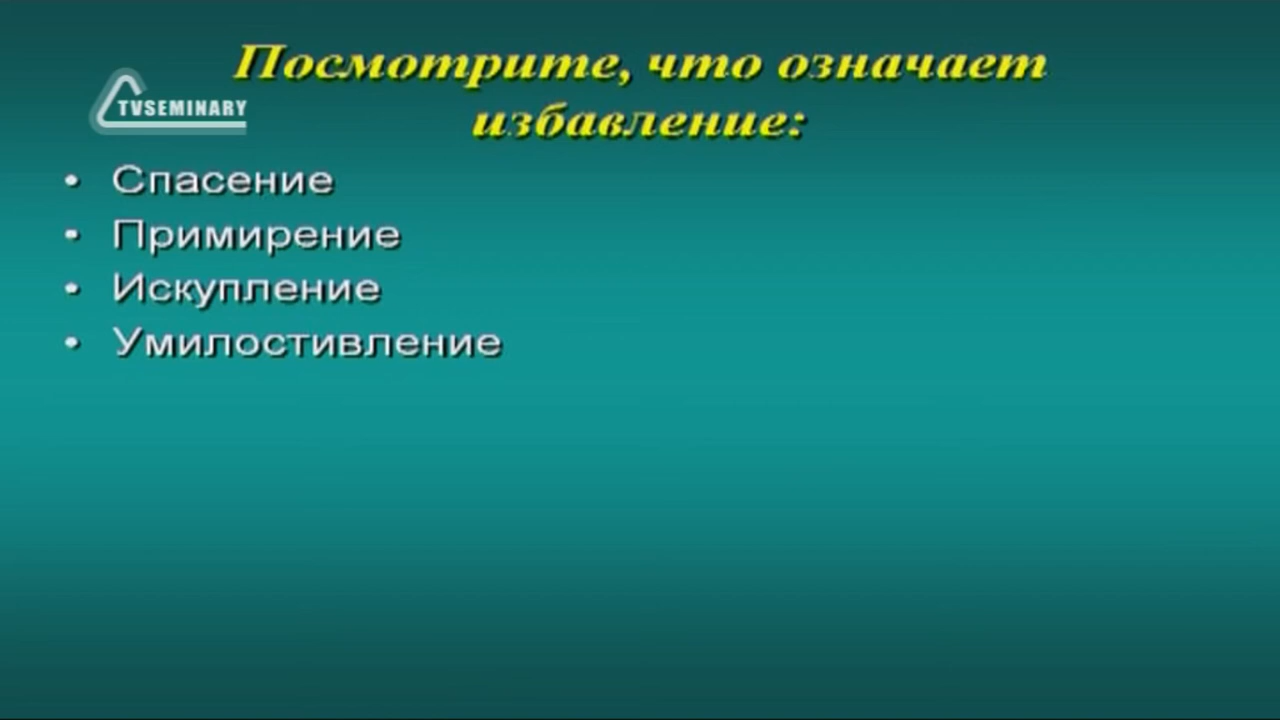 Посмотрите, что означает
избавление:
TVSEMINARY
• Спасение
• Примирение
• Искупление
• Умилостивление